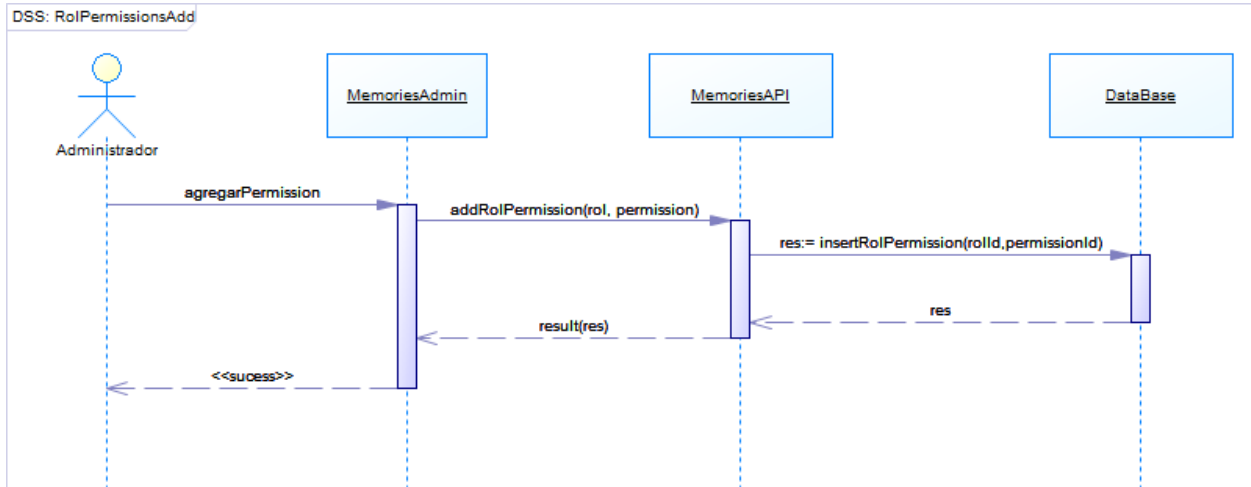 DSS: RolPermissionsAdd
MemoriesAdmin
MemoriesAPI
DataBase
Administrador
agregarPermission
addRolPermission(rol, permission)
res:= insertRolPermission(rolId,permissionId)
res
result(res)
<<sucess>>